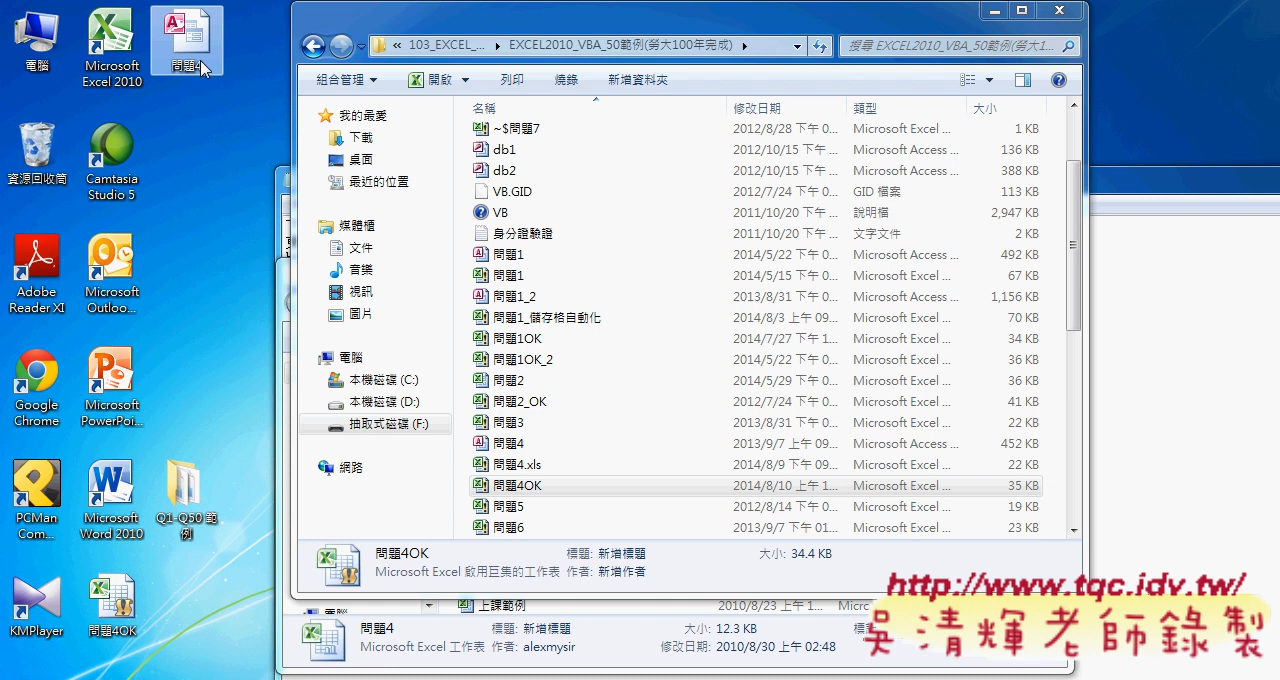 電腦
Microsoft
Excel 2010
問題4
資源回收筒
Camtasia
Studio 5
Adobe
Reader XI
Microsoft
Outloo...
Google
Chrome
Microsoft
PowerPoi...
PCMan
Com...
Microsoft
Word 2010
Q1-Q50 範
例
KMPlayer
問題4OK
« 103_EXCEL_... ▸ EXCEL2010_VBA_50範例(勞大100年完成) ▸
搜尋 EXCEL2010_VBA_50範例(勞大1...
組合管理 開啟 列印 燒錄 新增資料夾
我的最愛
下載
桌面
最近的位置
媒體櫃
文件
音樂
視訊
圖片
電腦
本機磁碟 (C:)
本機磁碟 (D:)
抽取式磁碟 (F:)
網路
名稱 修改日期 類型 大小
~$問題7 2012/8/28 下午 0... Microsoft Excel ... 1 KB
db1 2012/10/15 下午 ... Microsoft Access ... 136 KB
db2 2012/10/15 下午 ... Microsoft Access ... 388 KB
VB.GID 2012/7/24 下午 0... GID 檔案 113 KB
VB 2011/10/20 下午 ... 說明檔 2,947 KB
身分證驗證 2011/10/20 下午 ... 文字文件 2 KB
問題1 2014/5/22 下午 0... Microsoft Access ... 492 KB
問題1 2014/5/15 下午 0... Microsoft Excel ... 67 KB
問題1_2 2013/8/31 下午 0... Microsoft Access ... 1,156 KB
問題1_儲存格自動化 2014/8/3 上午 09... Microsoft Excel ... 70 KB
問題1OK 2014/7/27 下午 1... Microsoft Excel ... 34 KB
問題1OK_2 2014/5/22 下午 0... Microsoft Excel ... 36 KB
問題2 2014/5/29 下午 0... Microsoft Excel ... 36 KB
問題2_OK 2012/7/24 下午 0... Microsoft Excel ... 41 KB
問題3 2013/8/31 下午 0... Microsoft Excel ... 22 KB
問題4 2013/9/7 上午 09... Microsoft Access ... 452 KB
問題4.xls 2014/8/9 下午 09... Microsoft Excel ... 22 KB
問題4OK 2014/8/10 上午 1... Microsoft Excel ... 35 KB
問題5 2012/8/14 下午 0... Microsoft Excel ... 19 KB
問題6 2013/9/7 下午 01... Microsoft Excel ... 23 KB
問題4OK 標題: 新增標題 大小: 34.4 KB
Microsoft Excel 啟用巨集的工作表 作者: 新增作者
上課範例 2010/8/23 上午 1... Micro
問題4 標題: 新增標題 大小: 12.3 KB
Microsoft Excel 工作表 作者: alexmysir 修改日期: 2010/8/30 上午 02:48
http://www.tqc.idv.tw/
吳清輝老師錄製